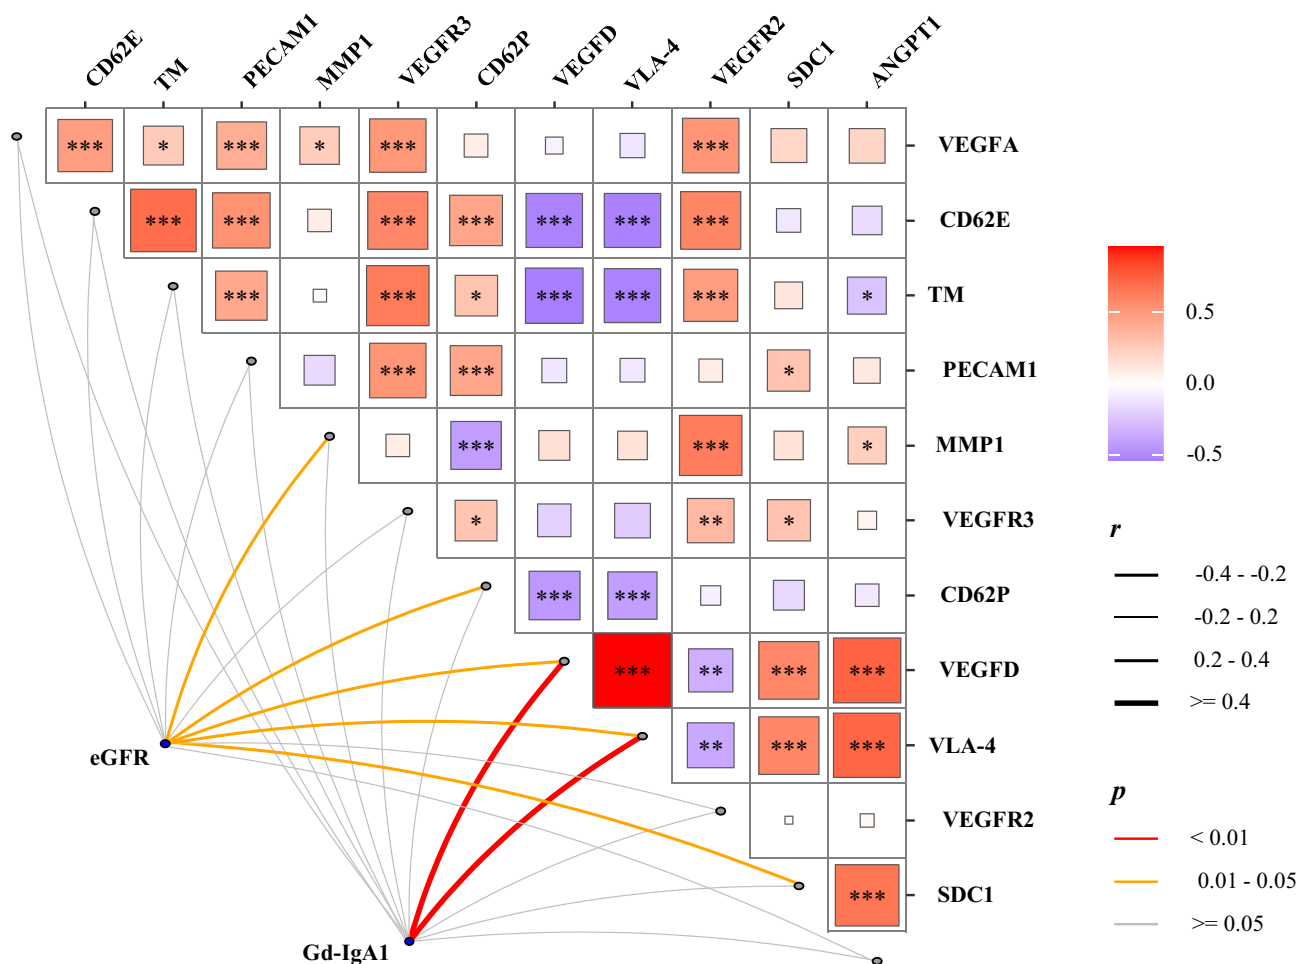 CD62E TM PECAM1 MMP1 VEGFR3 CD62P VEGFD VLA-4 VEGFR2 SDC1 ANGPT1
*** * *** * *** *** VEGFA
*** *** *** *** *** *** *** CD62E
*** *** * *** *** *** * TM
*** *** * PECAM1
*** *** * MMP1
* ** * VEGFR3
*** *** CD62P
*** ** *** *** VEGFD
** *** *** VLA-4
VEGFR2
*** SDC1
eGFR
Gd-IgA1
0.5
0.0
-0.5
r
-0.4 - -0.2
-0.2 - 0.2
0.2 - 0.4
>= 0.4
p
< 0.01
0.01 - 0.05
>= 0.05